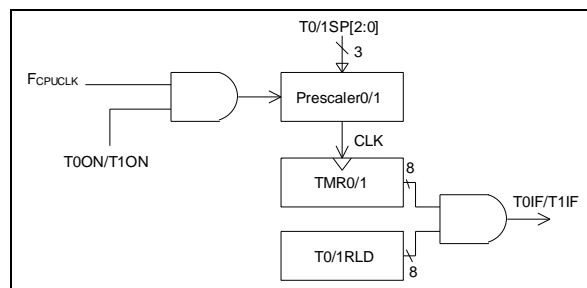 T0/1SP[2:0]
3
FCPUCLK
Prescaler0/1
T0ON/T1ON
CLK
TMR0/1
8
T0IF/T1IF
T0/1RLD
8